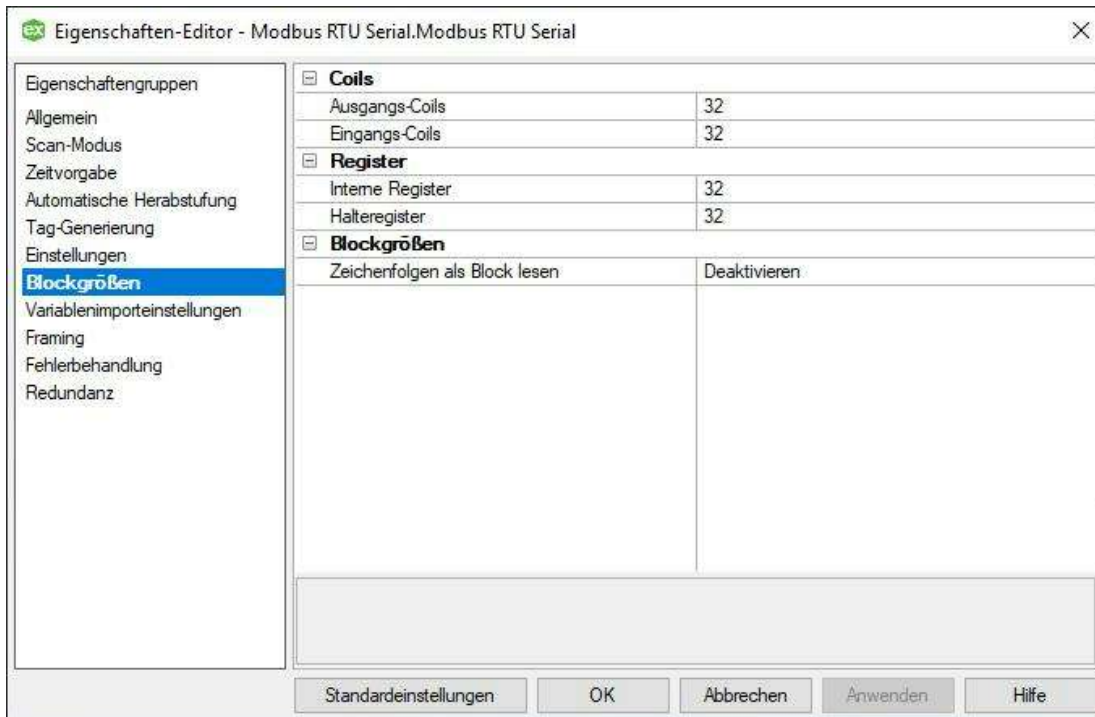 ex Eigenschaften-Editor - Modbus RTU Serial.Modbus RTU Serial
Eigenschaftengruppen
Allgemein
Scan-Modus
Zeitvorgabe
Automatische Herabstufung
Tag-Generierung
Einstellungen
Blockgrößen
Variablenimporteinstellungen
Framing
Fehlerbehandlung
Redundanz
Coils
Ausgangs-Coils 32
Eingangs-Coils 32
Register
Interne Register 32
Halteregister 32
Blockgrößen
Zeichenfolgen als Block lesen Deaktivieren
Standardeinstellungen OK Abbrechen Anwenden Hilfe